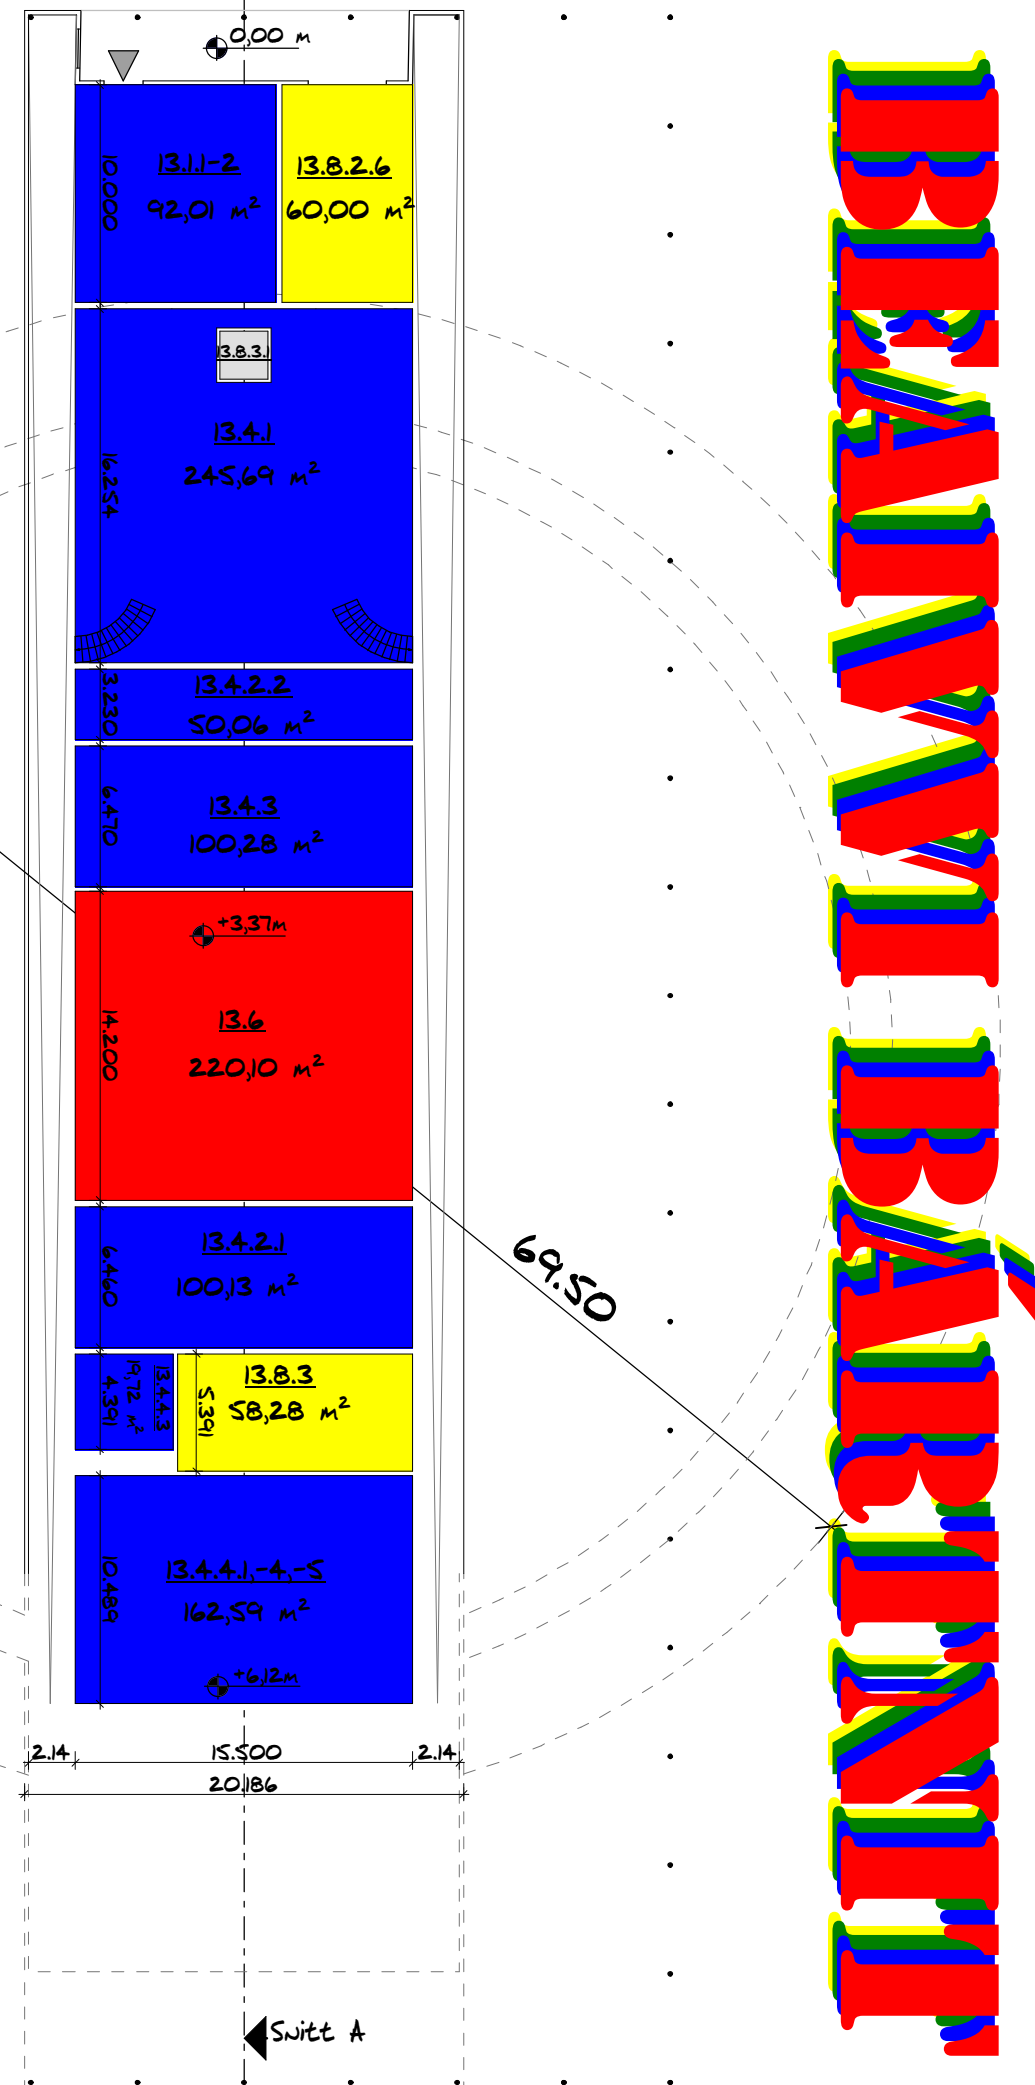 0,00 m
13.1.1-2
92,01 m²
13.8.2.6
60,00 m²
10.000
13.8.3.1
13.4.1
245,69 m²
16.254
13.4.2.2
50,06 m²
3.230
13.4.3
100,28 m²
6.470
+3,37m
13.6
220,10 m²
14.200
13.4.2.1
100,13 m²
6.460
13.4.4.3
19,72 m²
4.391
13.8.3
58,28 m²
5.391
13.4.4.1,-4,-5
162,59 m²
10.489
+6,12m
2.14
15.500
2.14
20.186
69.50
Snitt A
BEAIVVI BÁRTNIT